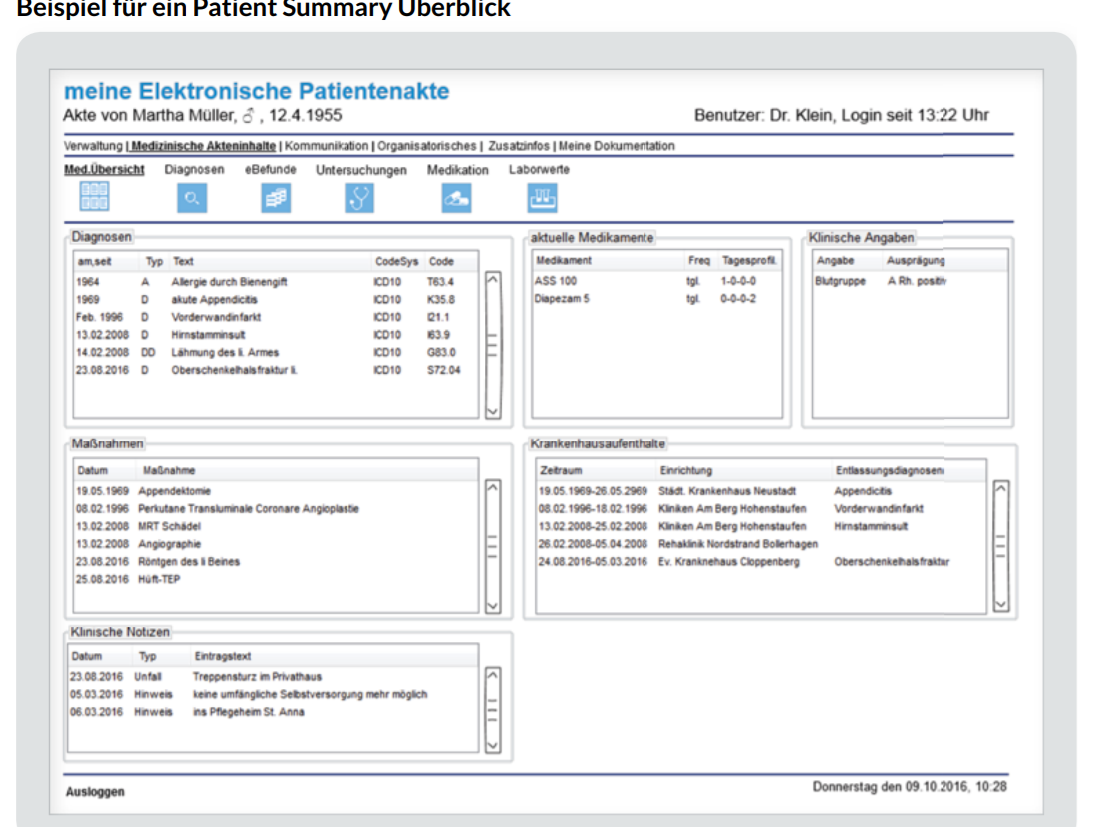 Beispiel für ein Patient Summary Überblick
meine Elektronische Patientenakte
Akte von Martha Müller, ♂ , 12.4.1955
Benutzer: Dr. Klein, Login seit 13:22 Uhr
Verwaltung | Medizinische Akteninhalte | Kommunikation | Organisatorisches | Zusatzinfos | Meine Dokumentation
Med.Übersicht Diagnosen eBefunde Untersuchungen Medikation Laborwerte
Diagnosen
am,seit Typ Text CodeSys Code
1964 A Allergie durch Bienengift ICD10 T63.4
1969 D akute Appendicitis ICD10 K35.8
Feb. 1996 D Vorderwandinfarkt ICD10 I21.1
13.02.2008 D Hirnstamminsult ICD10 I63.9
14.02.2008 DD Lähmung des li. Armes ICD10 G83.0
23.08.2016 D Oberschenkelhalsfraktur li. ICD10 S72.04
aktuelle Medikamente
Medikament Freq Tagesprofil.
ASS 100 tgl. 1-0-0-0
Diapezam 5 tgl. 0-0-0-2
Klinische Angaben
Angabe Ausprägung
Blutgruppe A Rh. positiv
Maßnahmen
Datum Maßnahme
19.05.1969 Appendektomie
08.02.1996 Perkutane Transluminale Coronare Angioplastie
13.02.2008 MRT Schädel
13.02.2008 Angiographie
23.08.2016 Röntgen des li Beines
25.08.2016 Hüft-TEP
Krankenhausaufenthalte
Zeitraum Einrichtung Entlassungsdiagnosen
19.05.1969-26.05.2969 Städt. Krankenhaus Neustadt Appendicitis
08.02.1996-18.02.1996 Kliniken Am Berg Hohenstaufen Vorderwandinfarkt
13.02.2008-25.02.2008 Kliniken Am Berg Hohenstaufen Hirnstamminsult
26.02.2008-05.04.2008 Rehaklinik Nordstrand Bollerhagen
24.08.2016-05.03.2016 Ev. Kranknehaus Cloppenberg Oberschenkelhalsfraktur
Klinische Notizen
Datum Typ Eintragstext
23.08.2016 Unfall Treppensturz im Privathaus
05.03.2016 Hinweis keine umfängliche Selbstversorgung mehr möglich
06.03.2016 Hinweis ins Pflegeheim St. Anna
Ausloggen
Donnerstag den 09.10.2016, 10:28